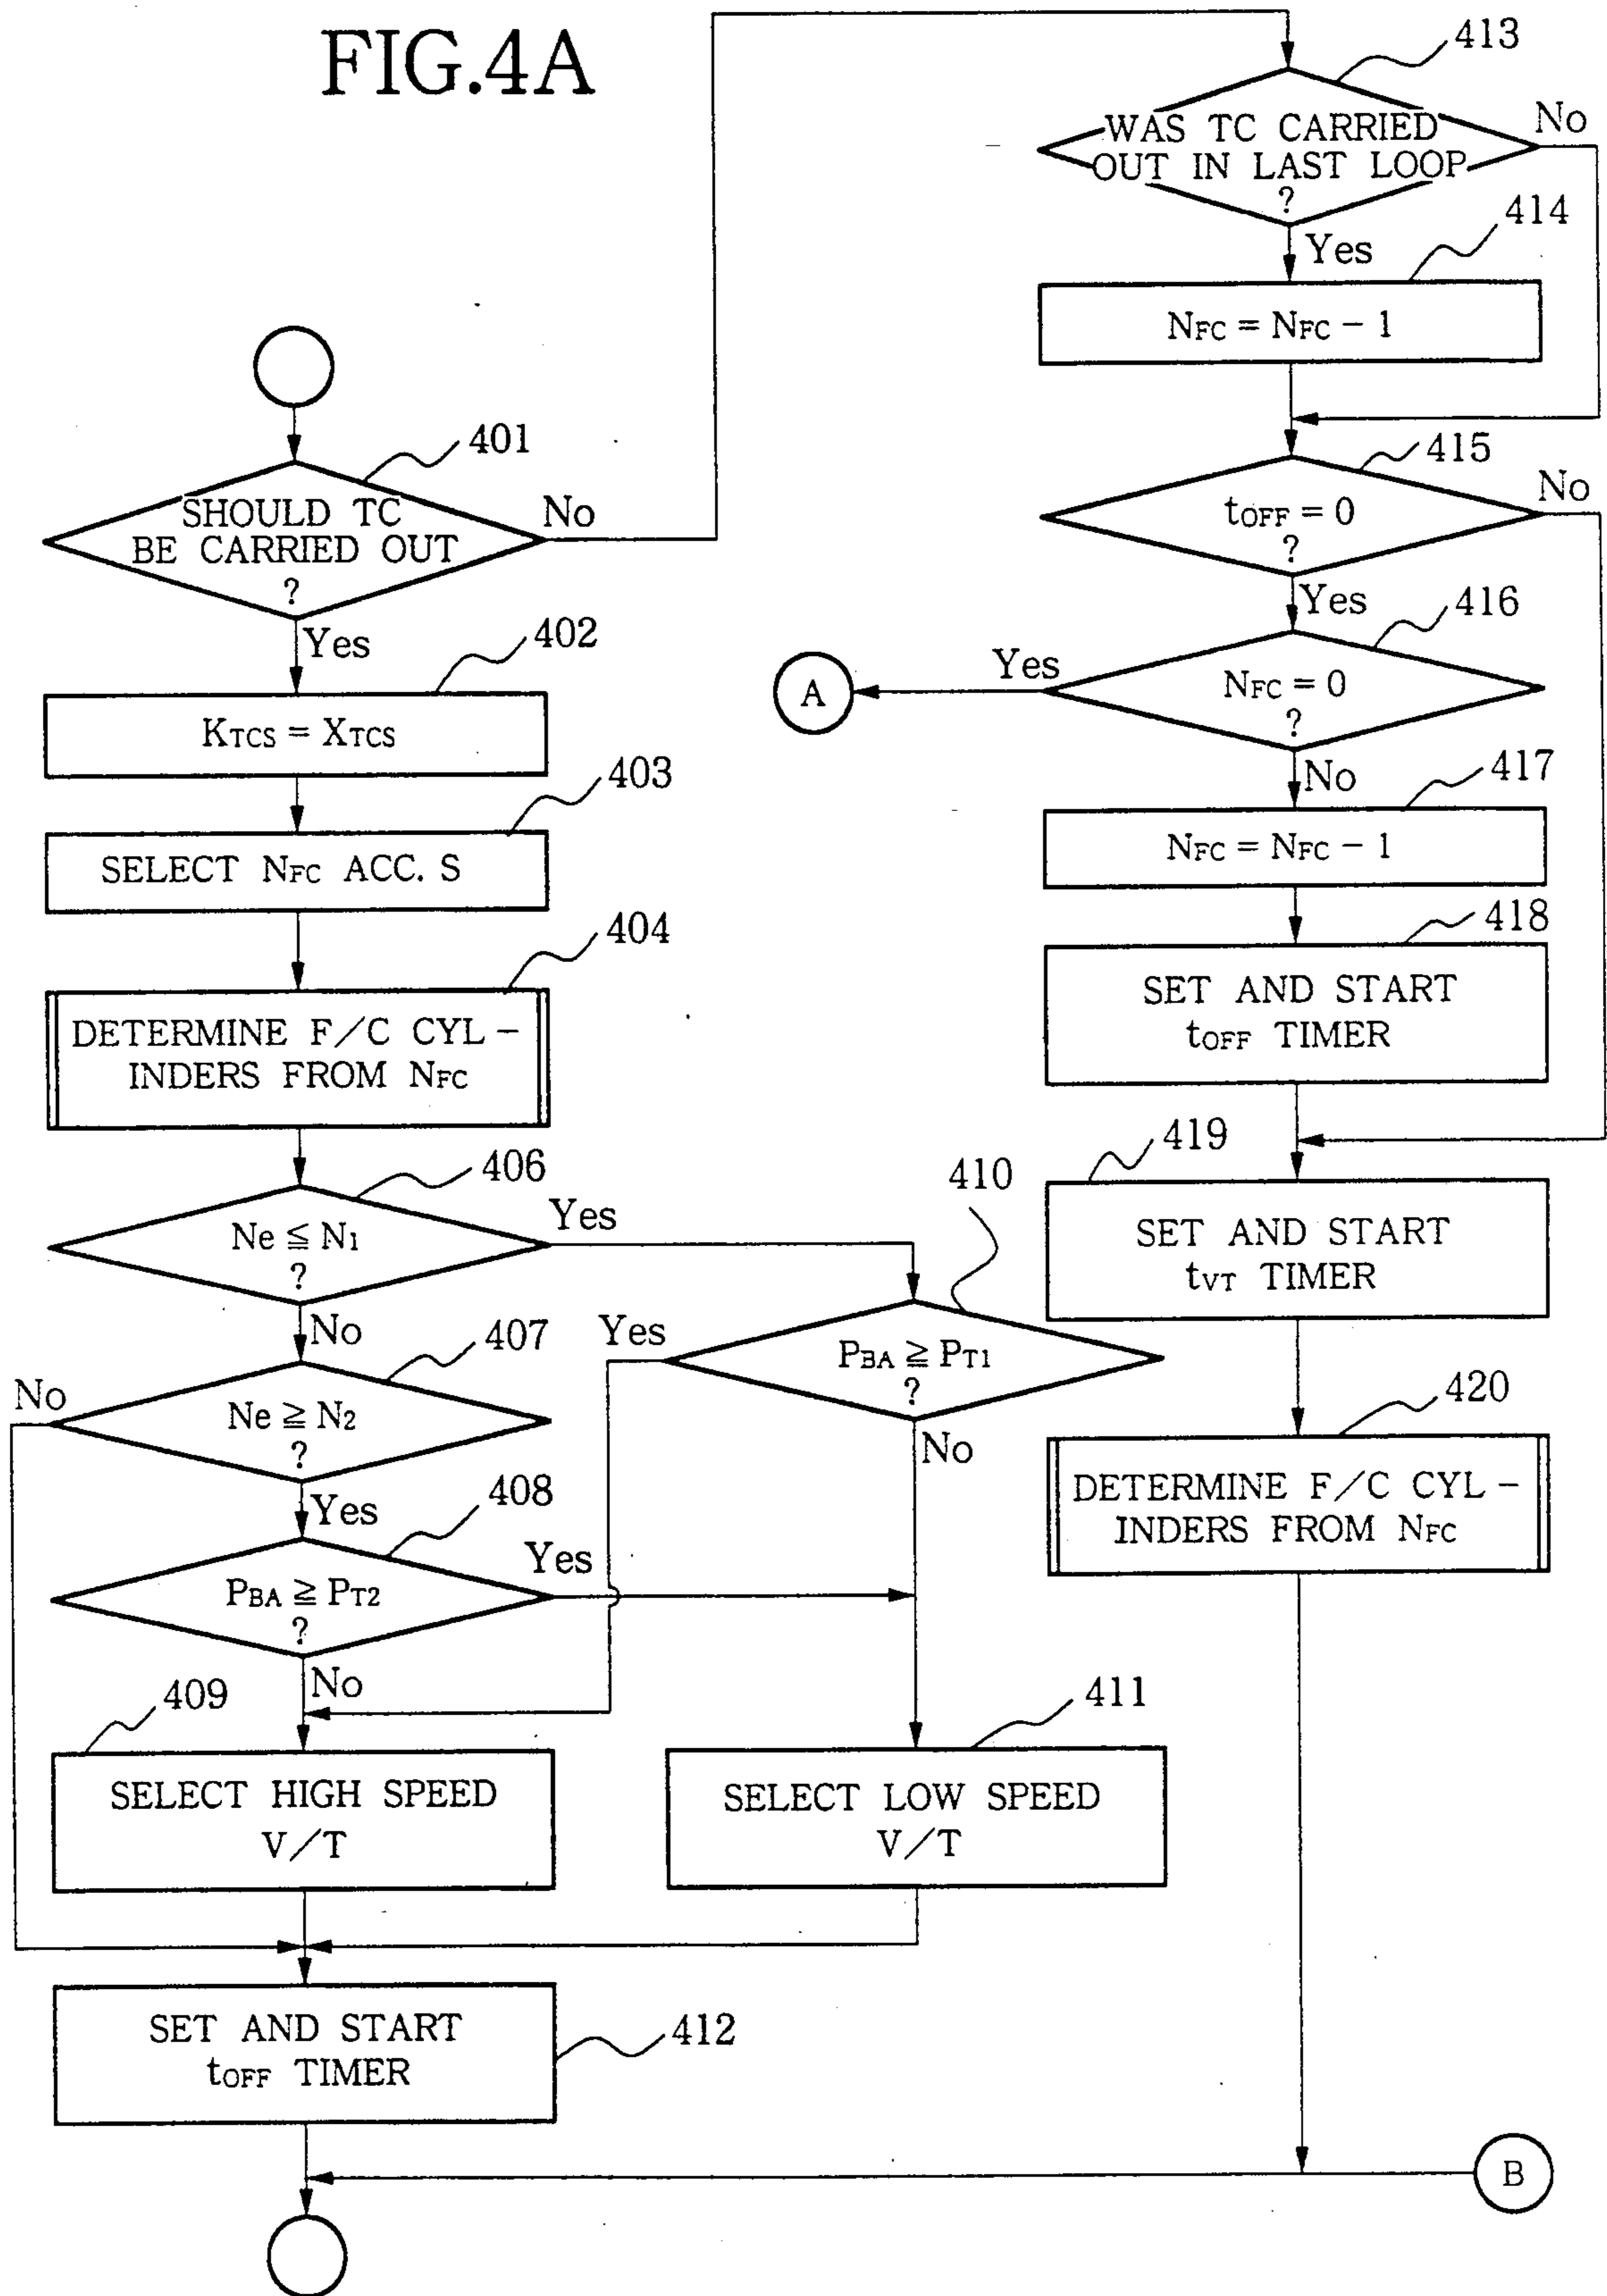 FIG.4A
401
SHOULD TC
BE CARRIED OUT
?
No
Yes
402
KTCS = XTCS
403
SELECT NFC ACC. S
404
DETERMINE F/C CYL-
INDERS FROM NFC
406
Ne ≦ N1
?
Yes
No
407
Ne ≧ N2
?
No
Yes
408
PBA ≧ PT2
?
Yes
No
409
SELECT HIGH SPEED
V/T
410
PBA ≧ PT1
?
Yes
No
411
SELECT LOW SPEED
V/T
412
SET AND START
tOFF TIMER
413
WAS TC CARRIED
OUT IN LAST LOOP
?
No
Yes
414
NFC = NFC - 1
415
tOFF = 0
?
No
Yes
416
NFC = 0
?
Yes
A
No
417
NFC = NFC - 1
418
SET AND START
tOFF TIMER
419
SET AND START
tVT TIMER
420
DETERMINE F/C CYL-
INDERS FROM NFC
B